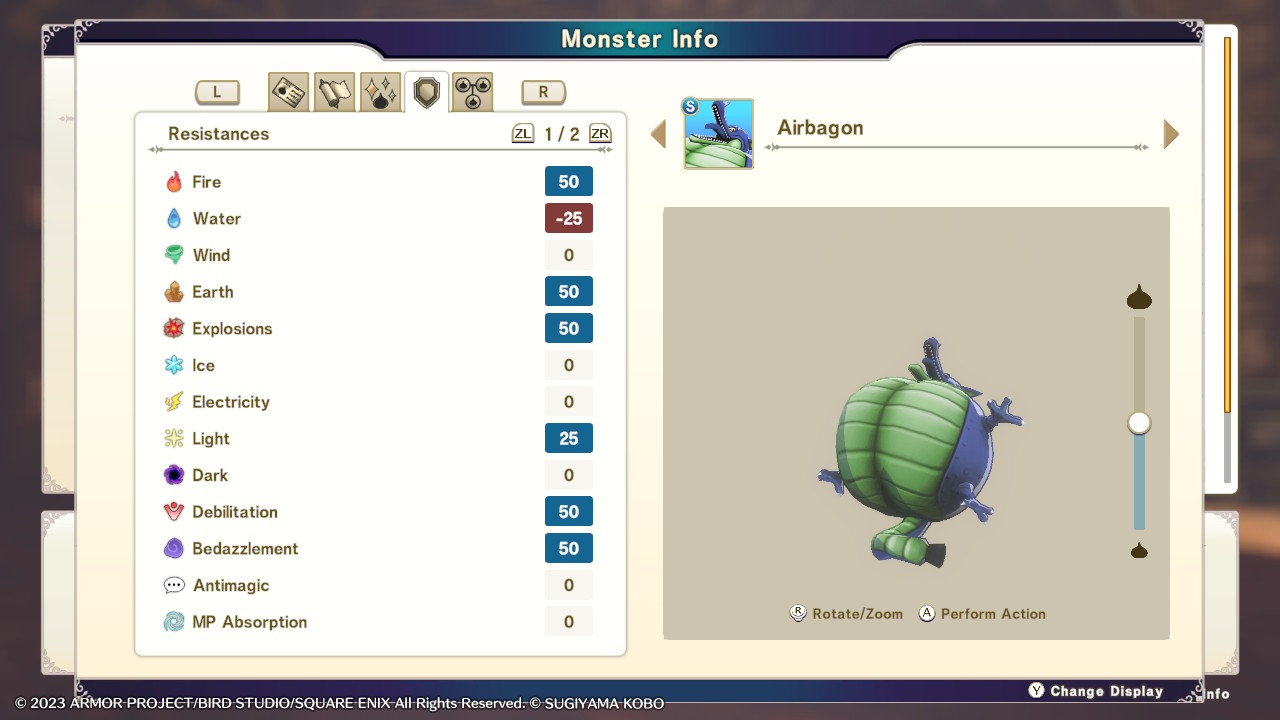 Monster Info
L R
Resistances ZL 1 / 2 ZR
Fire 50
Water -25
Wind 0
Earth 50
Explosions 50
Ice 0
Electricity 0
Light 25
Dark 0
Debilitation 50
Bedazzlement 50
Antimagic 0
MP Absorption 0
S
Airbagon
R Rotate/Zoom A Perform Action
Y Change Display
Info
© 2023 ARMOR PROJECT/BIRD STUDIO/SQUARE ENIX All Rights Reserved. © SUGIYAMA KOBO